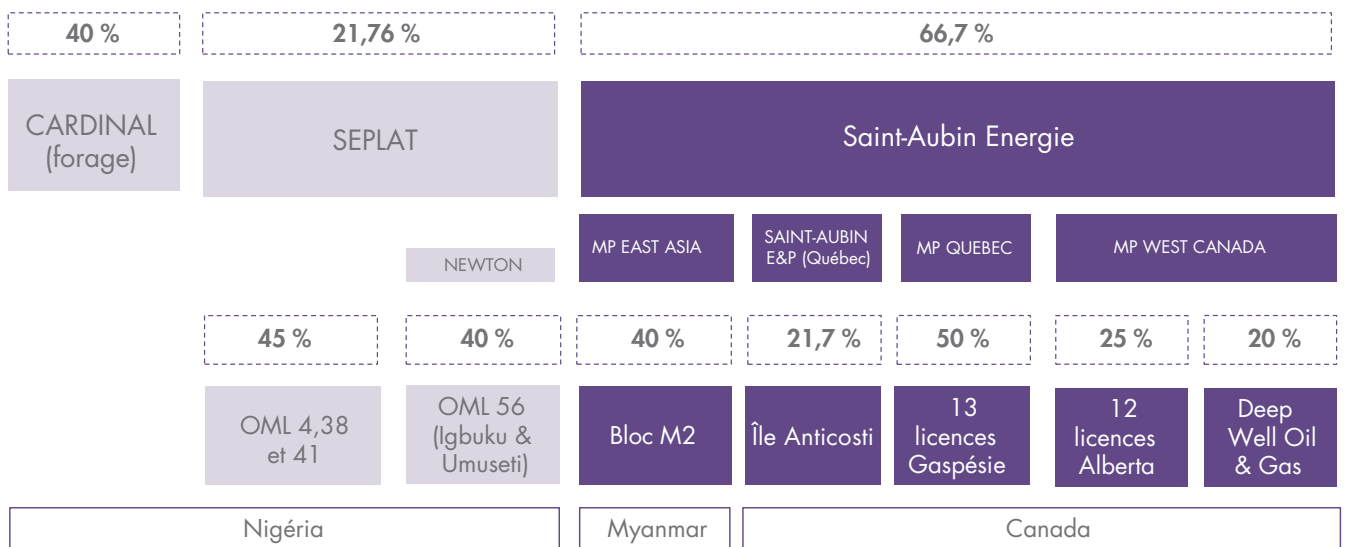 40 %
21,76 %
66,7 %
CARDINAL
(forage)
SEPLAT
Saint-Aubin Energie
NEWTON
MP EAST ASIA
SAINT-AUBIN
E&P (Québec)
MP QUEBEC
MP WEST CANADA
45 %
40 %
40 %
21,7 %
50 %
25 %
20 %
OML 4,38
et 41
OML 56
(Igbuku &
Umuseti)
Bloc M2
Île Anticosti
13
licences
Gaspésie
12
licences
Alberta
Deep
Well Oil
& Gas
Nigéria
Myanmar
Canada